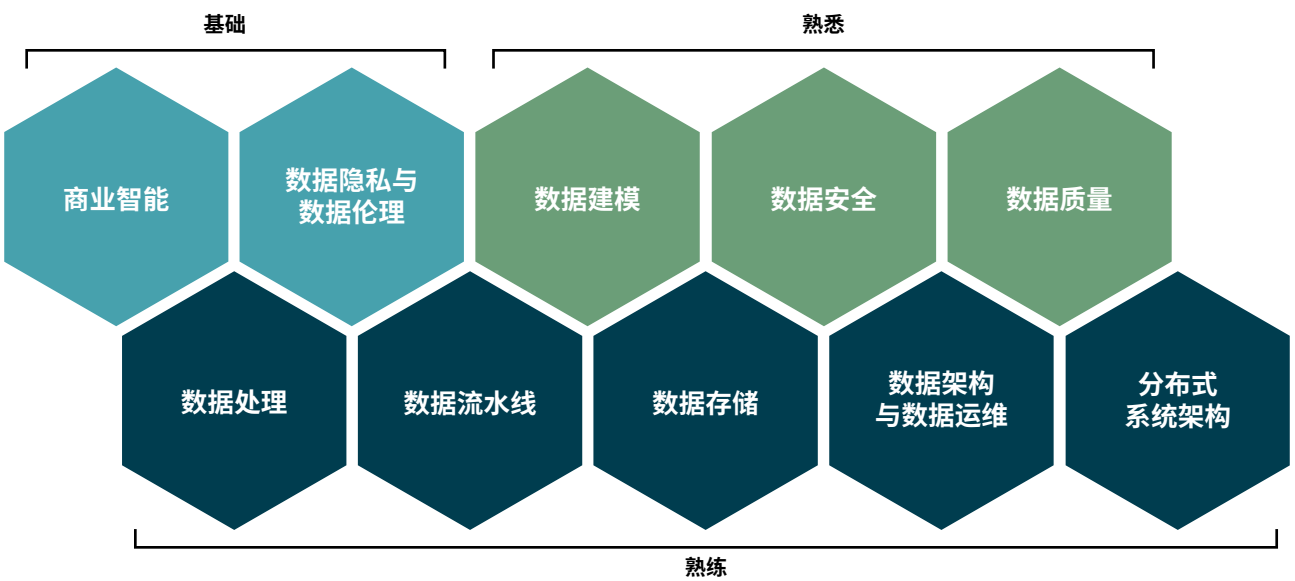 基础
熟悉
商业智能
数据隐私与
数据伦理
数据建模
数据安全
数据质量
数据处理
数据流水线
数据存储
数据架构
与数据运维
分布式
系统架构
熟练